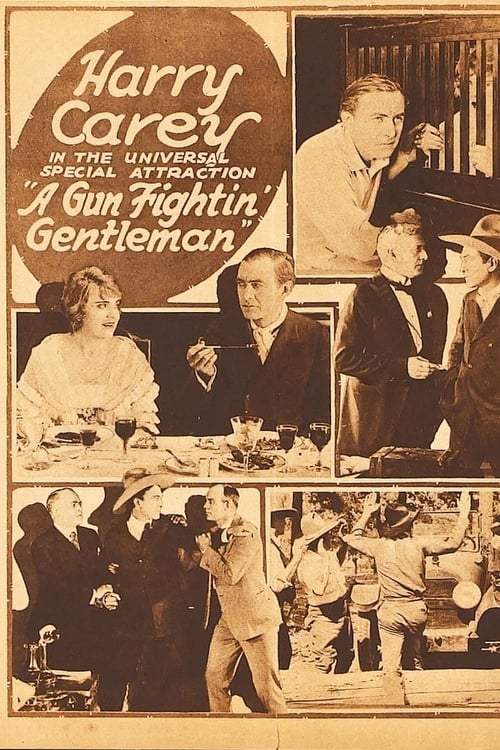 Harry
Carey
IN THE UNIVERSAL
SPECIAL ATTRACTION
"A Gun Fightin'
Gentleman"